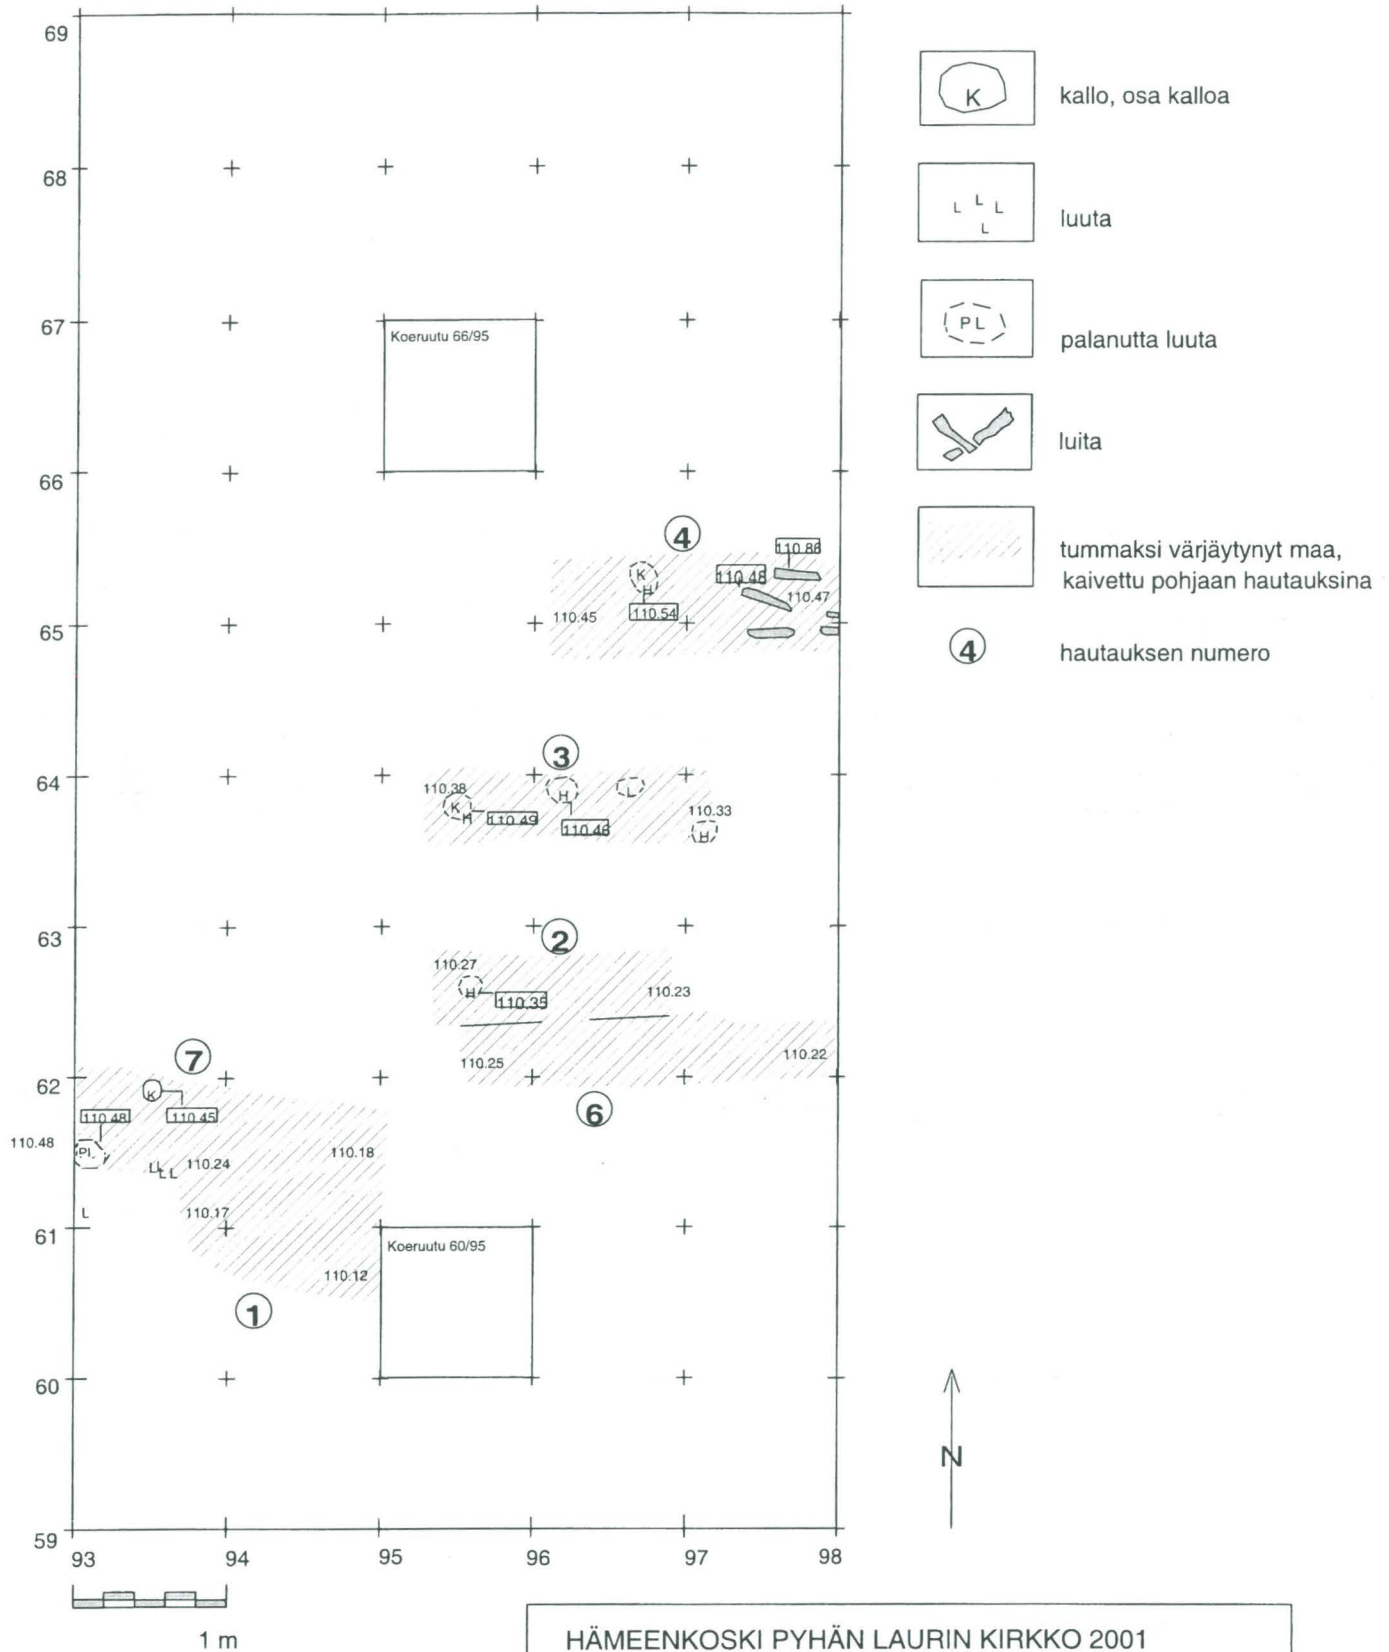 69
68
67
66
65
64
63
62
61
60
59
93
94
95
96
97
98
1 m
Koeruutu 66/95
4
110.86
K
H
110.48
110.47
110.45
110.54
3
110.38
K
H
110.49
H
110.46
L
110.33
H
2
110.27
H
110.35
110.23
110.25
110.22
6
7
K
110.48
110.45
110.48
PL
L L L
110.24
110.18
L
110.17
110.12
1
Koeruutu 60/95
K
kallo, osa kalloa
L L L
L
luuta
PL
palanutta luuta
luita
tummaksi värjäytynyt maa,
kaivettu pohjaan hautauksina
4
hautauksen numero
N
HÄMEENKOSKI PYHÄN LAURIN KIRKKO 2001